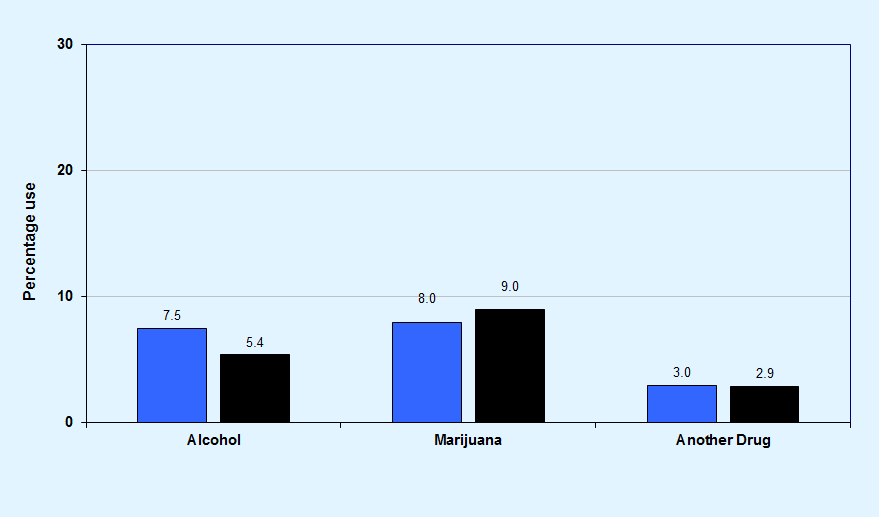 30
20
10
0
Percentage use
7.5
5.4
8.0
9.0
3.0
2.9
Alcohol
Marijuana
Another Drug